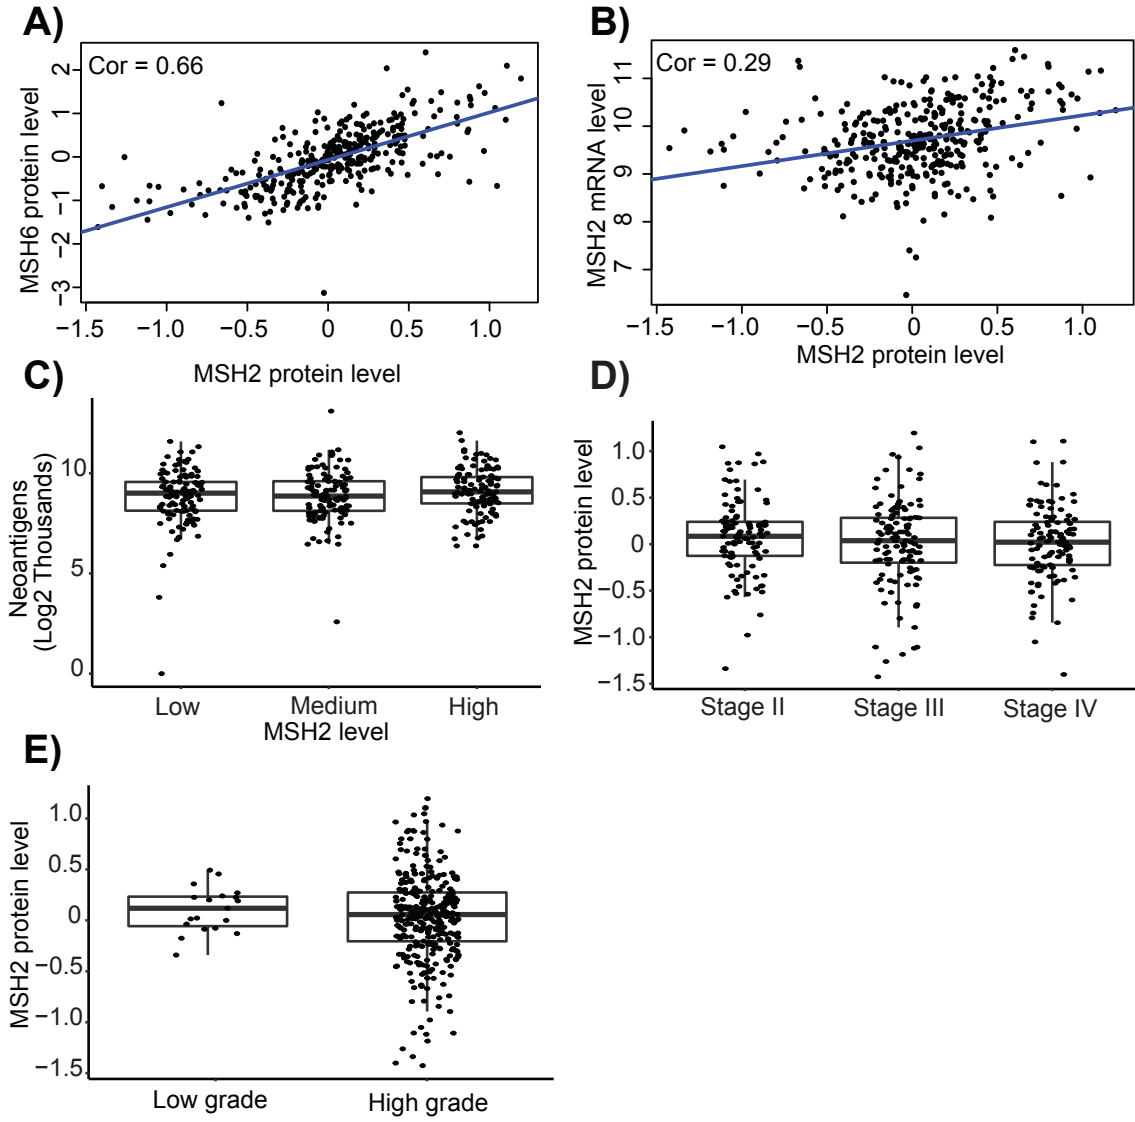 A)
Cor = 0.66
MSH6 protein level
2
1
0
−1
−2
−3
−1.5 −1.0 −0.5 0 0.5 1.0
MSH2 protein level
B)
Cor = 0.29
MSH2 mRNA level
11
10
9
8
7
−1.5 −1.0 −0.5 0 0.5 1.0
MSH2 protein level
C)
Neoantigens
(Log2 Thousands)
10
5
0
Low Medium High
MSH2 level
D)
MSH2 protein level
1.0
0.5
0
−0.5
−1.0
−1.5
Stage II Stage III Stage IV
E)
MSH2 protein level
1.0
0.5
0
−0.5
−1.0
−1.5
Low grade High grade